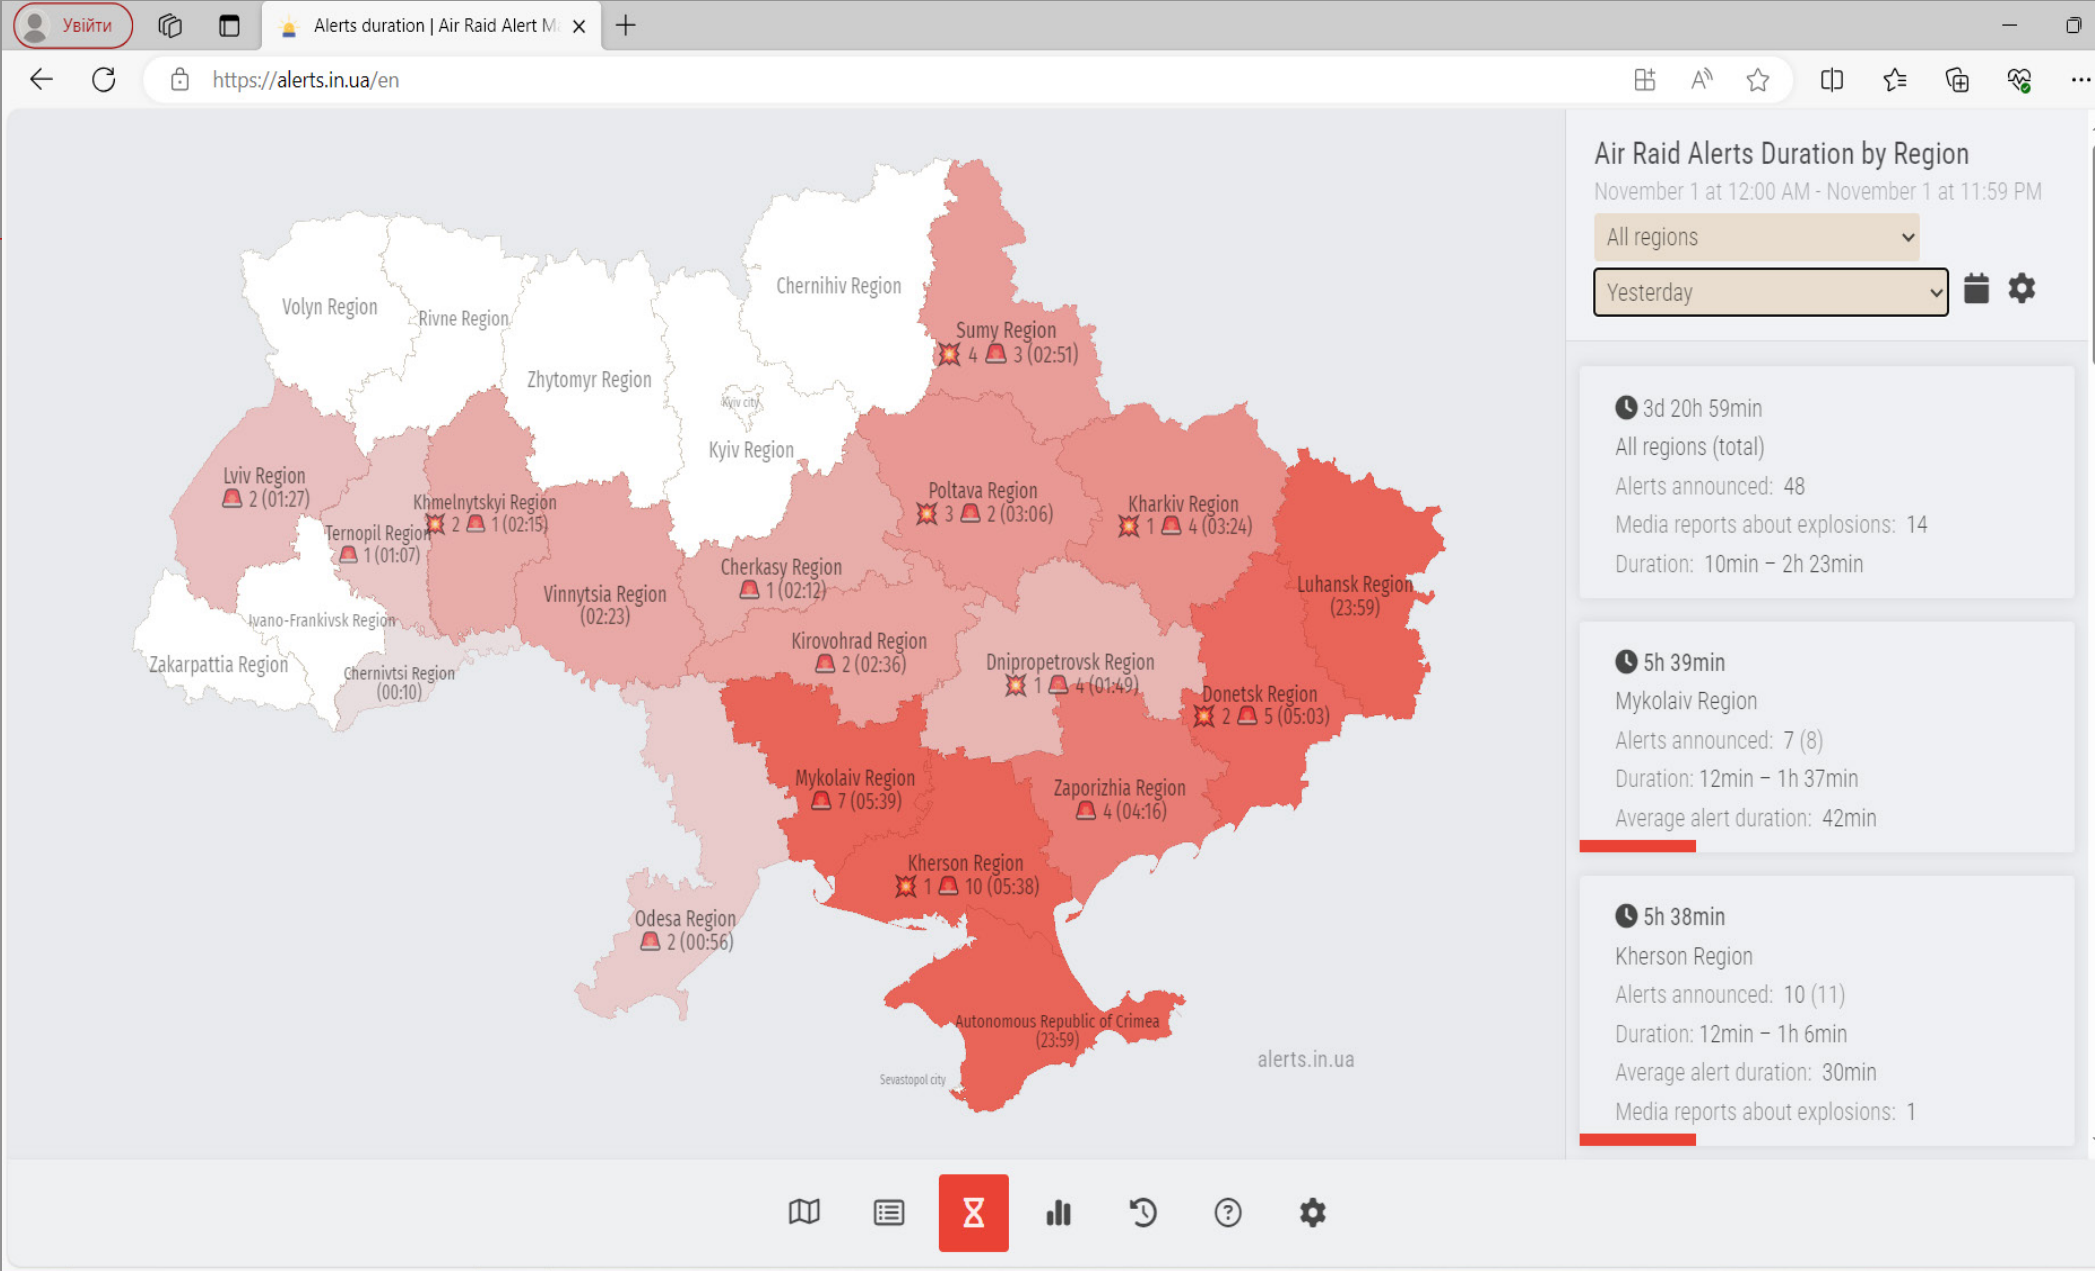 Увійти
Alerts duration | Air Raid Alert M
https://alerts.in.ua/en
Volyn Region
Rivne Region
Zhytomyr Region
Chernihiv Region
Kyiv city
Kyiv Region
Sumy Region
4 3 (02:51)
Lviv Region
2 (01:27)
Ternopil Region
1 (01:07)
Khmelnytskyi Region
2 1 (02:15)
Vinnytsia Region
(02:23)
Cherkasy Region
1 (02:12)
Poltava Region
3 2 (03:06)
Kharkiv Region
1 4 (03:24)
Luhansk Region
(23:59)
Ivano-Frankivsk Region
Zakarpattia Region
Chernivtsi Region
(00:10)
Kirovohrad Region
2 (02:36)
Dnipropetrovsk Region
1 4 (01:49)
Donetsk Region
2 5 (05:03)
Mykolaiv Region
7 (05:39)
Zaporizhia Region
4 (04:16)
Kherson Region
1 10 (05:38)
Odesa Region
2 (00:56)
Autonomous Republic of Crimea
(23:59)
Sevastopol city
alerts.in.ua
Air Raid Alerts Duration by Region
November 1 at 12:00 AM - November 1 at 11:59 PM
All regions
Yesterday
3d 20h 59min
All regions (total)
Alerts announced: 48
Media reports about explosions: 14
Duration: 10min – 2h 23min
5h 39min
Mykolaiv Region
Alerts announced: 7 (8)
Duration: 12min – 1h 37min
Average alert duration: 42min
5h 38min
Kherson Region
Alerts announced: 10 (11)
Duration: 12min – 1h 6min
Average alert duration: 30min
Media reports about explosions: 1